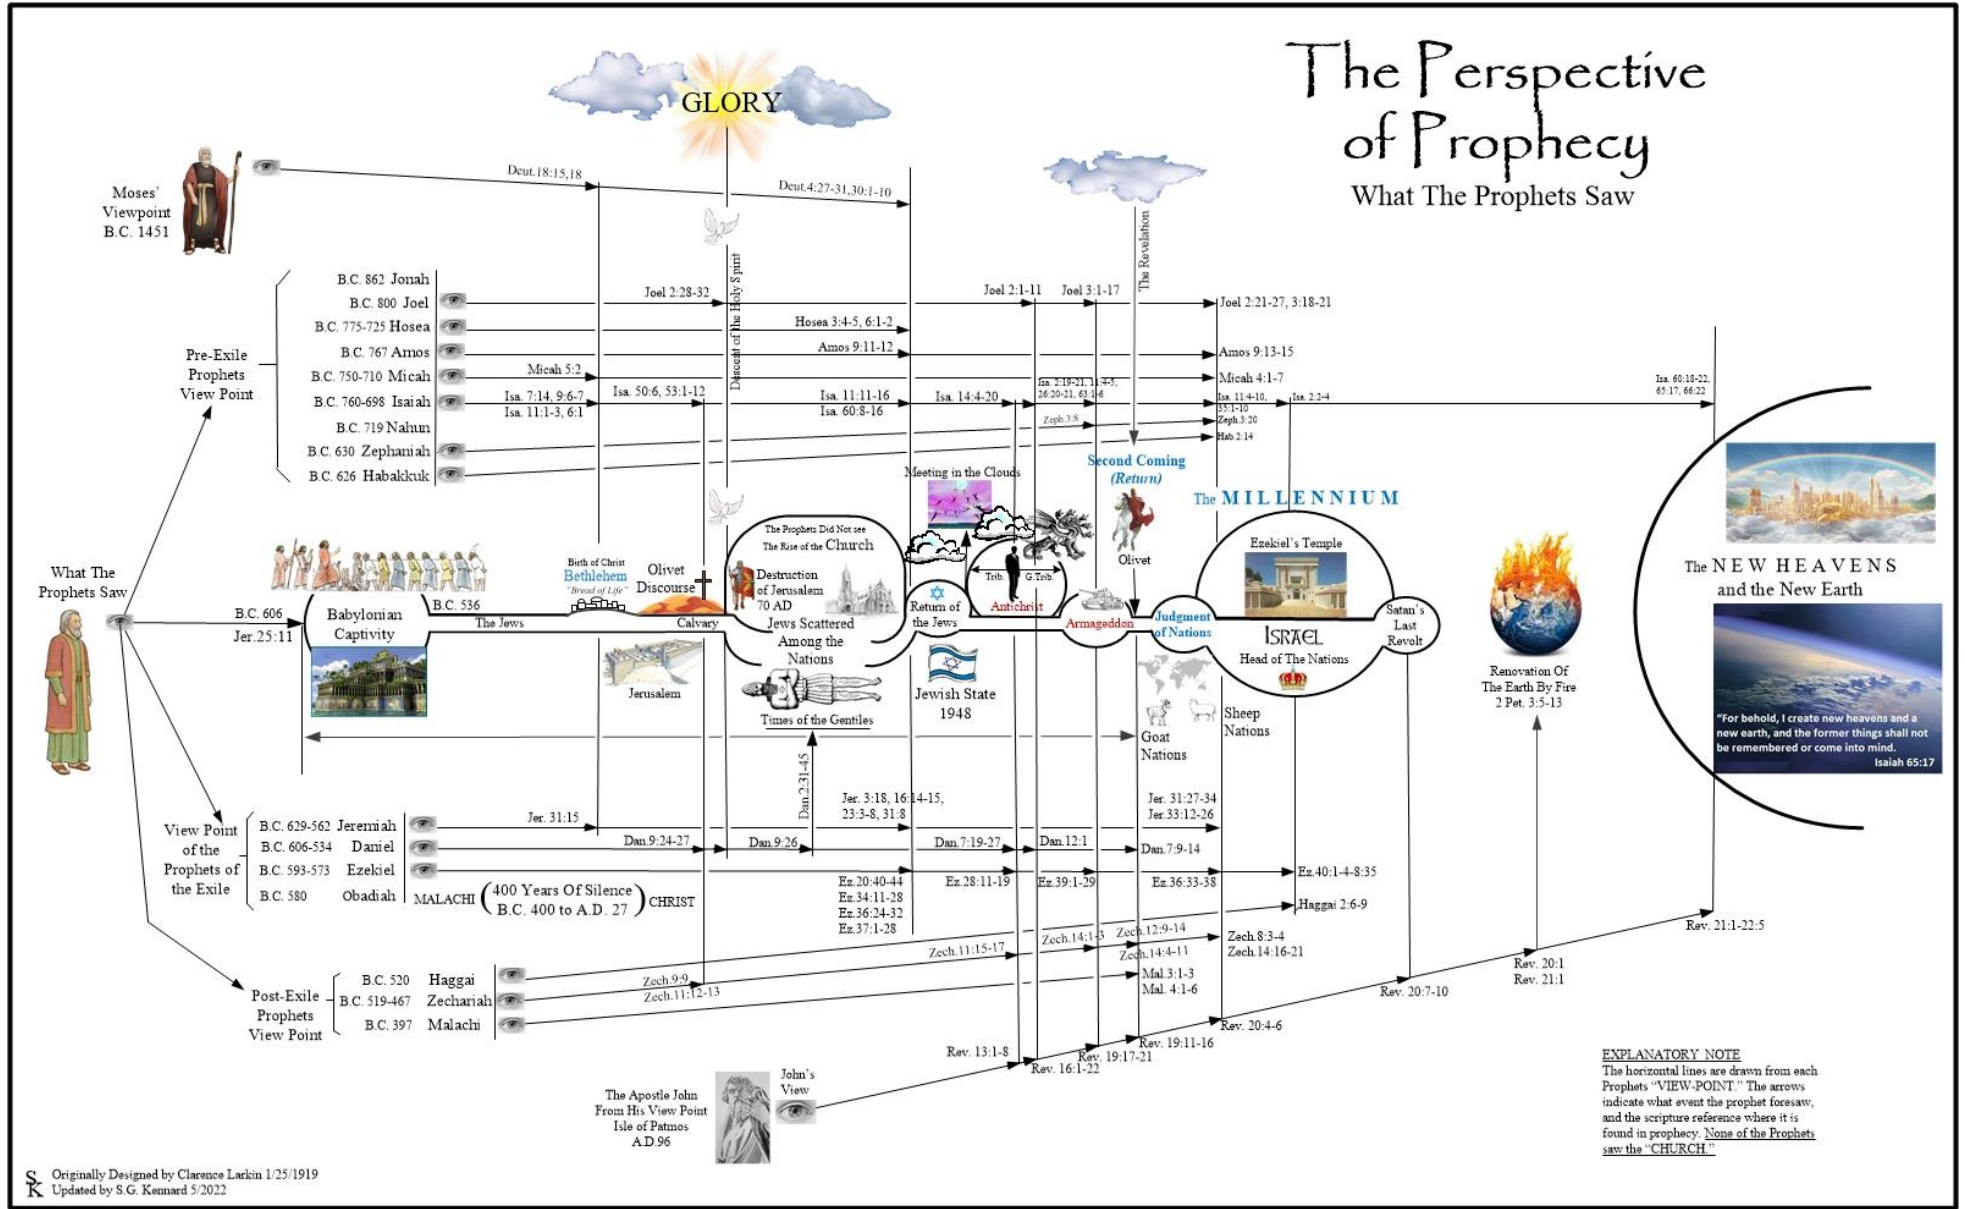 The Perspective
of Prophecy
What The Prophets Saw
GLORY
Moses'
Viewpoint
B.C. 1451
Deut.18:15,18
Deut.4:27-31,30:1-10
Descent of the Holy Spirit
The Revelation
Pre-Exile
Prophets
View Point
B.C. 862 Jonah
B.C. 800 Joel
B.C. 775-725 Hosea
B.C. 767 Amos
B.C. 750-710 Micah
B.C. 760-698 Isaiah
B.C. 719 Nahun
B.C. 630 Zephaniah
B.C. 626 Habakkuk
Joel 2:28-32
Joel 2:1-11
Joel 3:1-17
Joel 2:21-27, 3:18-21
Hosea 3:4-5, 6:1-2
Amos 9:11-12
Amos 9:13-15
Micah 5:2
Micah 4:1-7
Isa. 7:14, 9:6-7
Isa. 11:1-3, 6:1
Isa. 50:6, 53:1-12
Isa. 11:11-16
Isa. 60:8-16
Isa. 14:4-20
Isa. 2:19-21, 11:4-5,
26:20-21, 63:1-6
Isa. 11:4-10,
35:1-10
Isa. 2:2-4
Isa. 60:18-22,
65:17, 66:22
Zeph.3:8
Zeph.3:20
Hab.2:14
Meeting in the Clouds
Second Coming
(Return)
Olivet
The MILLENNIUM
What The
Prophets Saw
B.C. 606
Jer.25:11
Babylonian
Captivity
B.C. 536
The Jews
Birth of Christ
Bethlehem
"Bread of Life"
Olivet
Discourse
Calvary
Jerusalem
The Prophets Did Not see
The Rise of the Church
Destruction
of Jerusalem
70 AD
Jews Scattered
Among the
Nations
Times of the Gentiles
Return of
the Jews
Jewish State
1948
Trib.
G.Trib.
Antichrist
Armageddon
Judgment
of Nations
Goat
Nations
Sheep
Nations
Ezekiel's Temple
ISRAEL
Head of The Nations
Satan's
Last
Revolt
Renovation Of
The Earth By Fire
2 Pet. 3:5-13
The NEW HEAVENS
and the New Earth
"For behold, I create new heavens and a
new earth, and the former things shall not
be remembered or come into mind.
Isaiah 65:17
Dan.2:31-45
View Point
of the
Prophets of
the Exile
B.C. 629-562 Jeremiah
B.C. 606-534 Daniel
B.C. 593-573 Ezekiel
B.C. 580 Obadiah
Jer. 31:15
Jer. 3:18, 16:14-15,
23:3-8, 31:8
Jer. 31:27-34
Jer.33:12-26
Dan.9:24-27
Dan.9:26
Dan.7:19-27
Dan.12:1
Dan.7:9-14
Ez.20:40-44
Ez.34:11-28
Ez.36:24-32
Ez.37:1-28
Ez.28:11-19
Ez.39:1-29
Ez.36:33-38
Ez.40:1-4-8:35
MALACHI (400 Years Of Silence
B.C. 400 to A.D. 27) CHRIST
Post-Exile
Prophets
View Point
B.C. 520 Haggai
B.C. 519-467 Zechariah
B.C. 397 Malachi
Haggai 2:6-9
Zech.9:9
Zech.11:12-13
Zech.11:15-17
Zech.14:1-3
Zech.12:9-14
Zech.14:4-11
Zech.8:3-4
Zech.14:16-21
Mal.3:1-3
Mal. 4:1-6
The Apostle John
From His View Point
Isle of Patmos
A.D.96
John's
View
Rev. 13:1-8
Rev. 16:1-22
Rev. 19:17-21
Rev. 19:11-16
Rev. 20:4-6
Rev. 20:7-10
Rev. 20:1
Rev. 21:1
Rev. 21:1-22:5
EXPLANATORY NOTE
The horizontal lines are drawn from each
Prophets "VIEW-POINT." The arrows
indicate what event the prophet foresaw,
and the scripture reference where it is
found in prophecy. None of the Prophets
saw the "CHURCH."
SK
Originally Designed by Clarence Larkin 1/25/1919
Updated by S.G. Kennard 5/2022